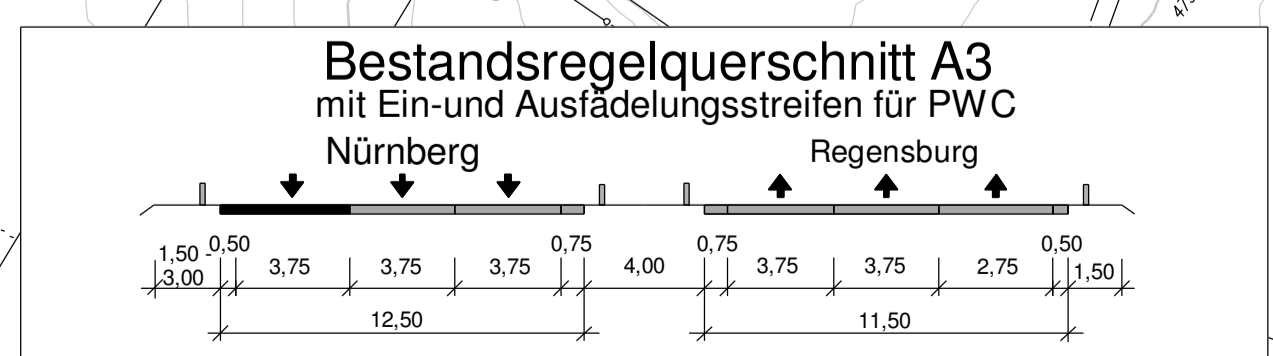 Bestandsregelquerschnitt A3
mit Ein-und Ausfädelungsstreifen für PWC
Nürnberg
Regensburg
0,50 0,75 0,75 0,50
1,50 -
3,00 3,75 3,75 3,75 4,00 3,75 3,75 2,75 1,50
12,50 11,50